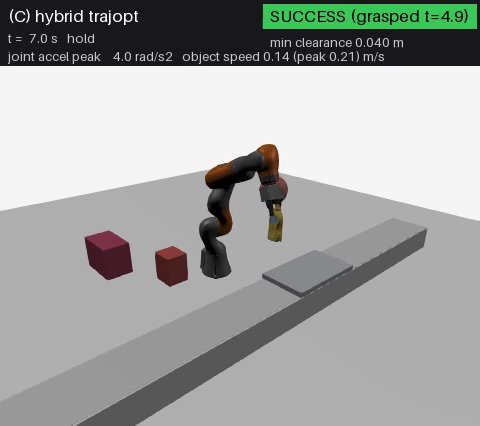 (C) hybrid trajopt
SUCCESS (grasped t=4.9)
t =  7.0 s   hold
min clearance 0.040 m
joint accel peak    4.0 rad/s2   object speed 0.14 (peak 0.21) m/s